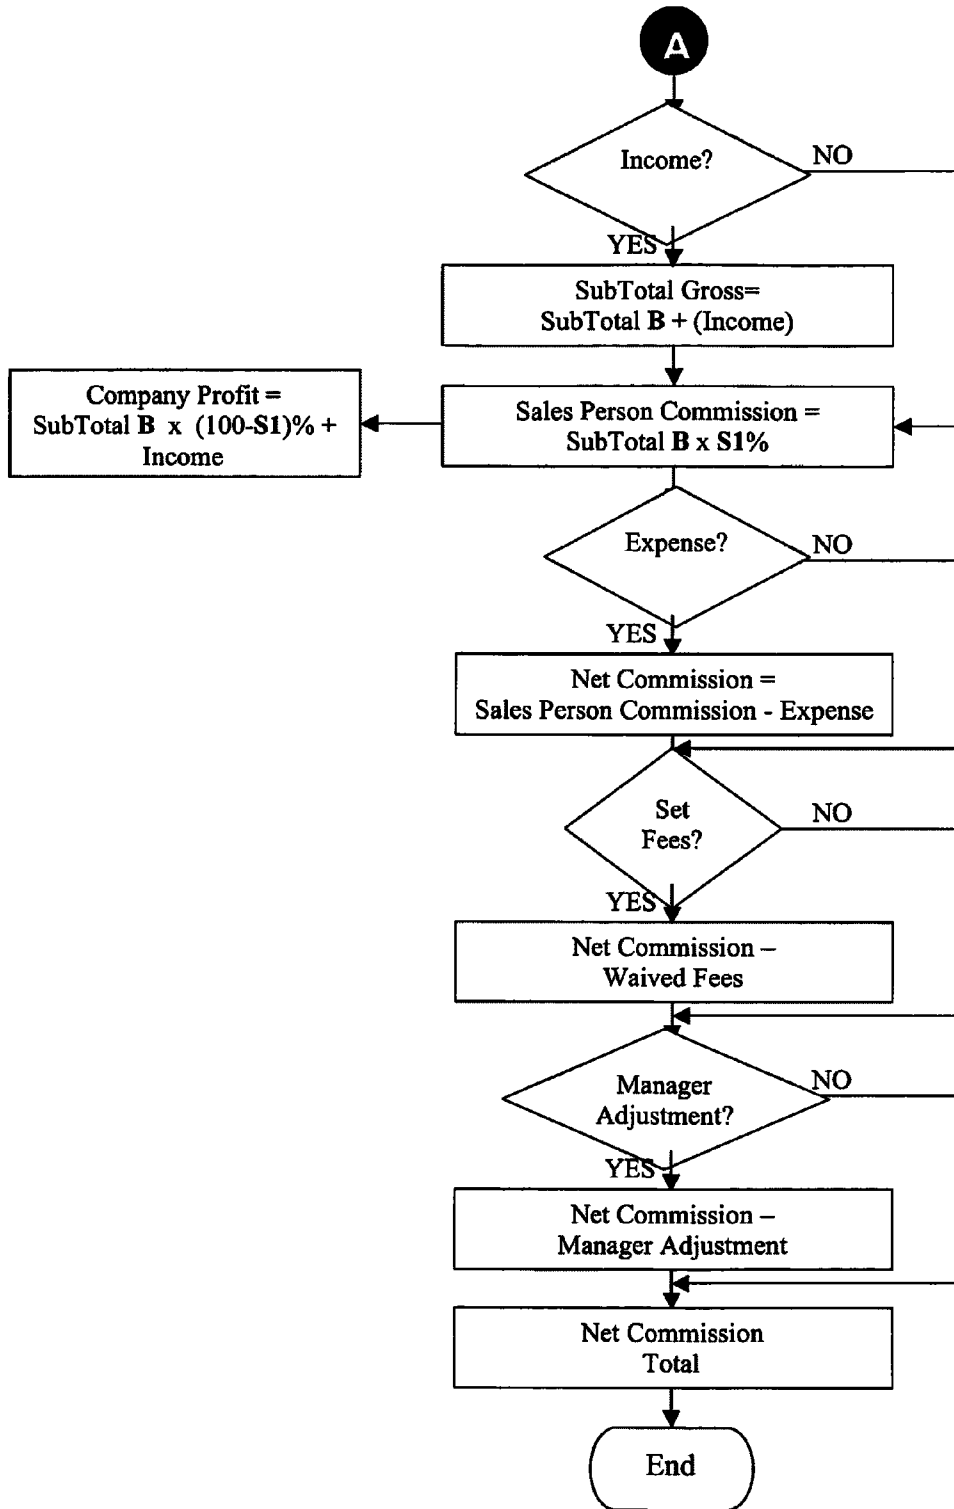 A
Income?
NO
YES
SubTotal Gross=
SubTotal B + (Income)
Company Profit =
SubTotal B x (100-S1)% +
Income
Sales Person Commission =
SubTotal B x S1%
Expense?
NO
YES
Net Commission =
Sales Person Commission - Expense
Set
Fees?
NO
YES
Net Commission –
Waived Fees
Manager
Adjustment?
NO
YES
Net Commission –
Manager Adjustment
Net Commission
Total
End